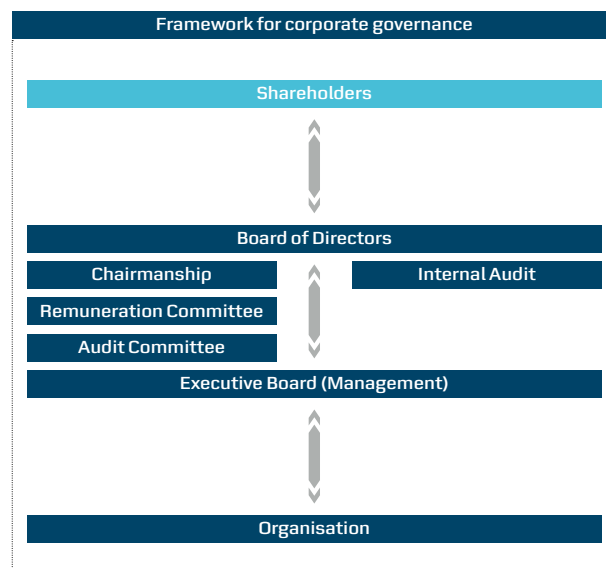 Framework for corporate governance
Shareholders
Board of Directors
Chairmanship
Internal Audit
Remuneration Committee
Audit Committee
Executive Board (Management)
Organisation